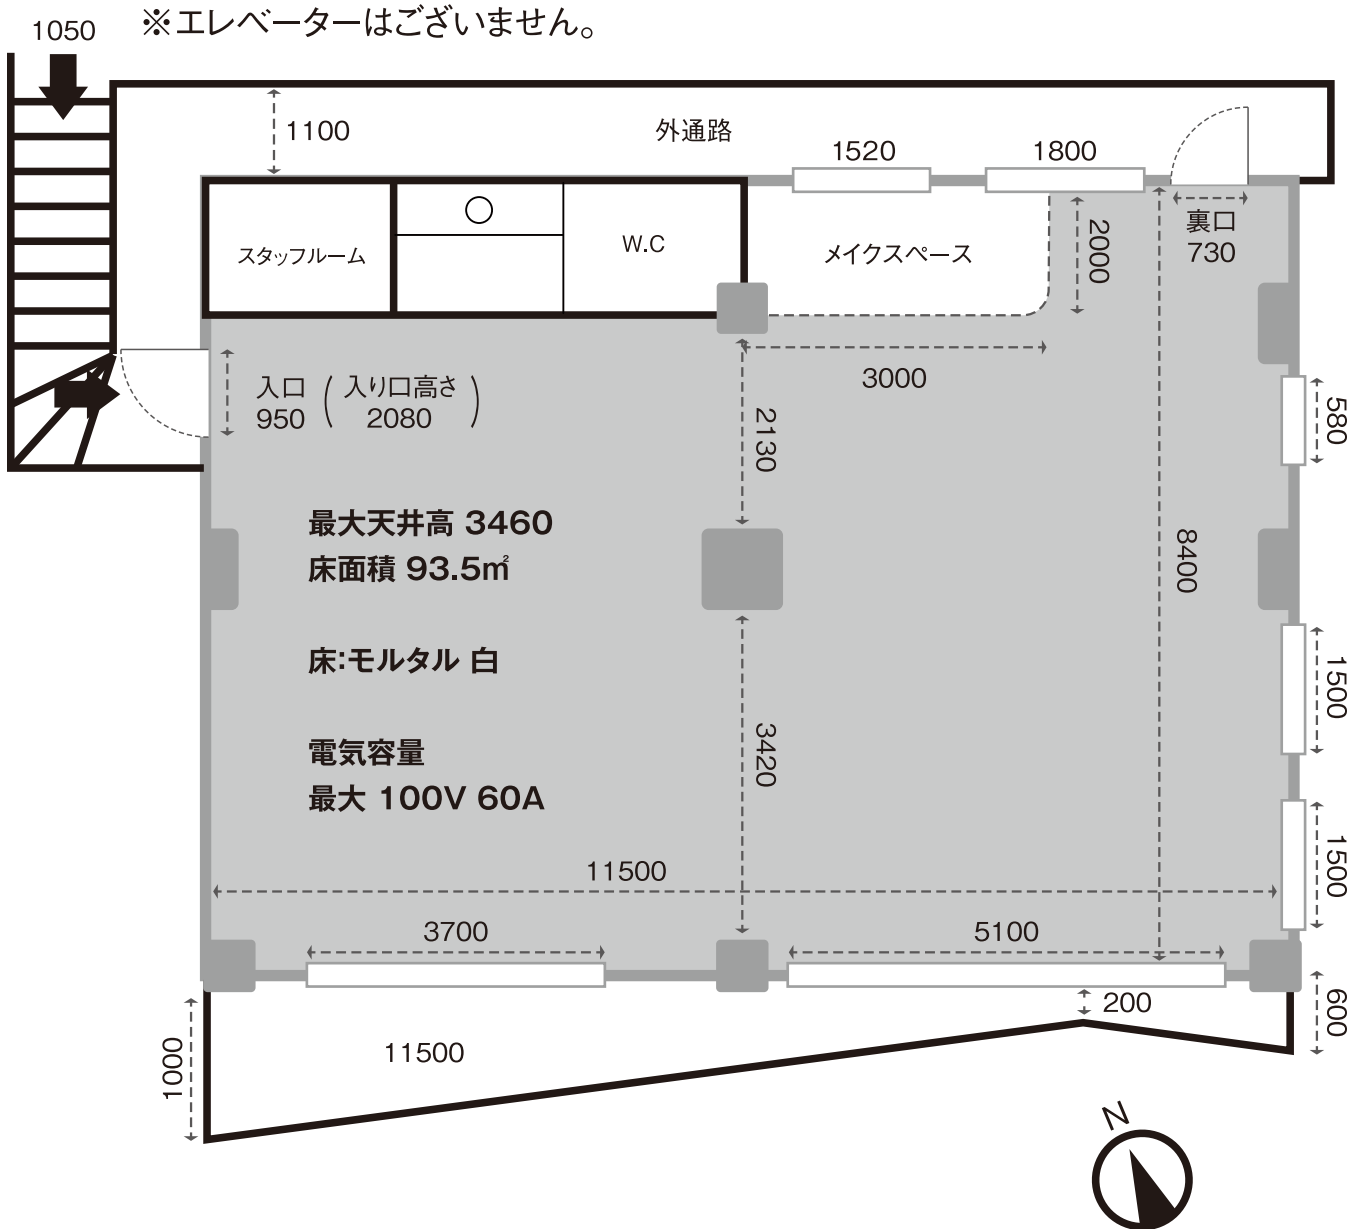 ※エレベーターはございません。
1050
1100
外通路
1520
1800
裏口
730
スタッフルーム
W.C
メイクスペース
2000
3000
入口
950
(入り口高さ
2080)
2130
580
最大天井高 3460
床面積 93.5㎡
8400
床:モルタル 白
1500
3420
電気容量
最大 100V 60A
1500
11500
3700
5100
200
600
1000
11500
N